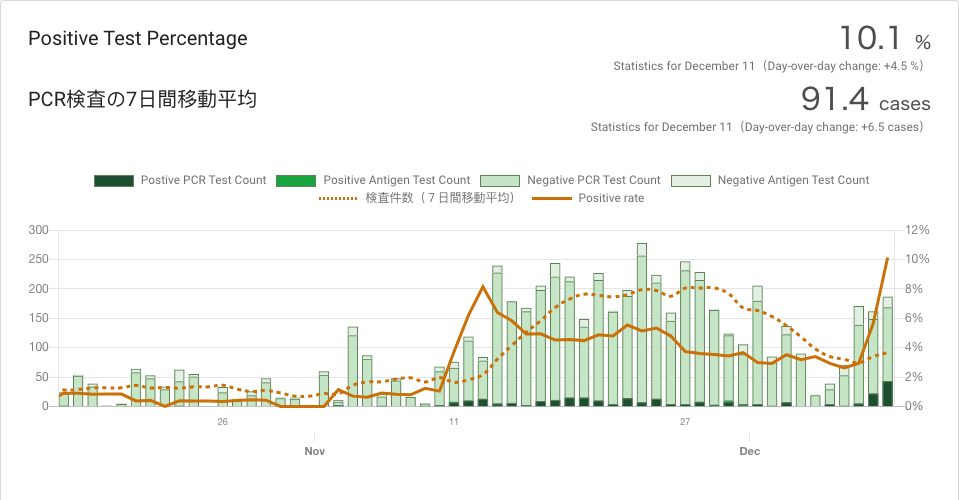 Positive Test Percentage
10.1 %
Statistics for December 11（Day-over-day change: +4.5 %）
PCR検査の7日間移動平均
91.4 cases
Statistics for December 11（Day-over-day change: +6.5 cases）
Postive PCR Test Count Positive Antigen Test Count Negative PCR Test Count Negative Antigen Test Count
検査件数（７日間移動平均） Positive rate
300 12%
250 10%
200 8%
150 6%
100 4%
50 2%
0 0%
26 11 27
Nov Dec